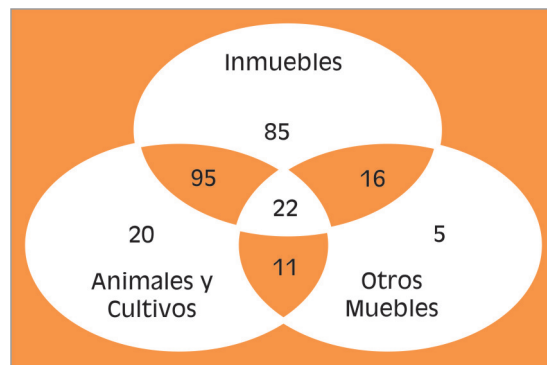 Inmuebles
85
95
16
22
20
5
11
Animales y
Cultivos
Otros
Muebles